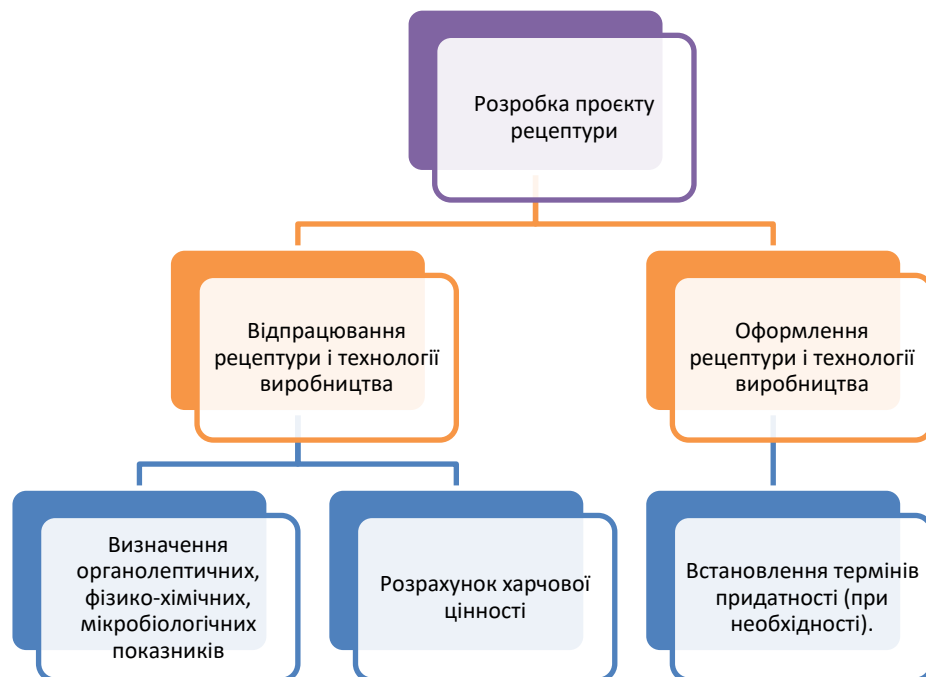 Розробка проєкту
рецептури
Відпрацювання
рецептури і технології
виробництва
Оформлення
рецептури і технології
виробництва
Визначення
органолептичних,
фізико-хімічних,
мікробіологічних
показників
Розрахунок харчової
цінності
Встановлення термінів
придатності (при
необхідності).